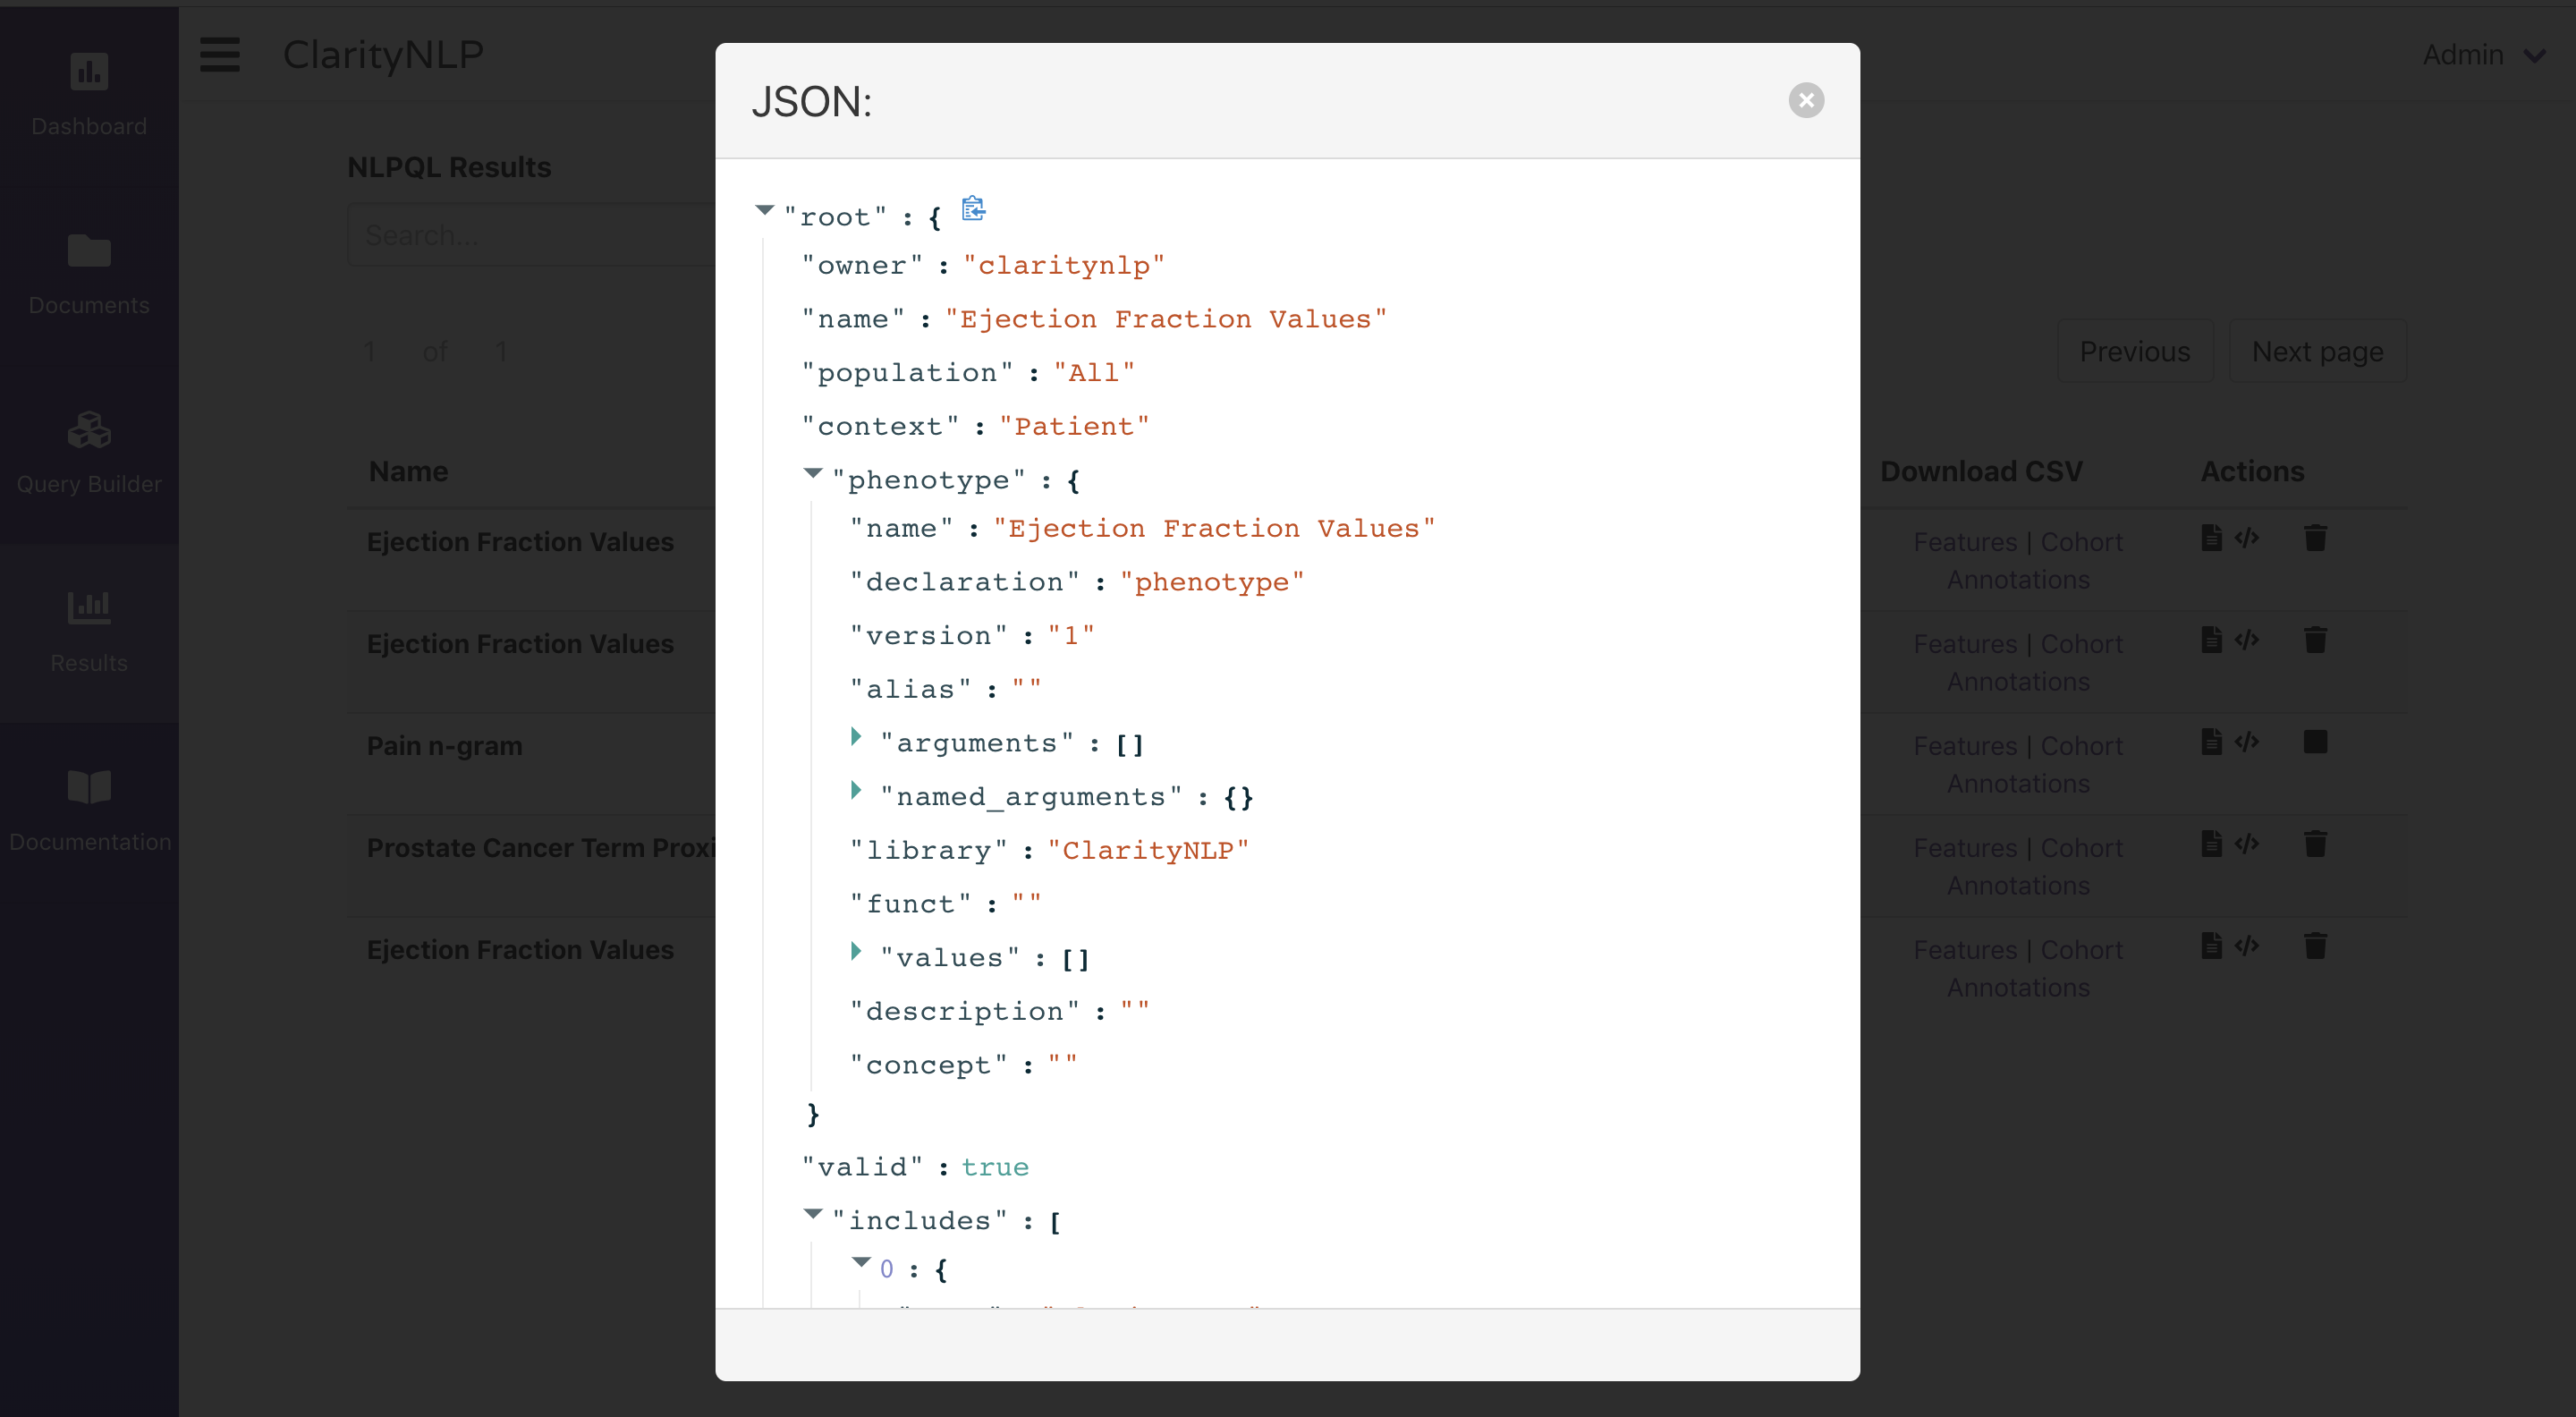 Dashboard
Documents
Query Builder
Results
Documentation
ClarityNLP
Admin
NLPQL Results
Search...
1 of 1
Previous
Next page
Name
Download CSV
Actions
Ejection Fraction Values
Features | Cohort
Annotations
Ejection Fraction Values
Features | Cohort
Annotations
Pain n-gram
Features | Cohort
Annotations
Prostate Cancer Term Proxi
Features | Cohort
Annotations
Ejection Fraction Values
Features | Cohort
Annotations
JSON:
"root" : {
"owner" : "claritynlp"
"name" : "Ejection Fraction Values"
"population" : "All"
"context" : "Patient"
"phenotype" : {
"name" : "Ejection Fraction Values"
"declaration" : "phenotype"
"version" : "1"
"alias" : ""
"arguments" : []
"named_arguments" : {}
"library" : "ClarityNLP"
"funct" : ""
"values" : []
"description" : ""
"concept" : ""
}
"valid" : true
"includes" : [
0 : {